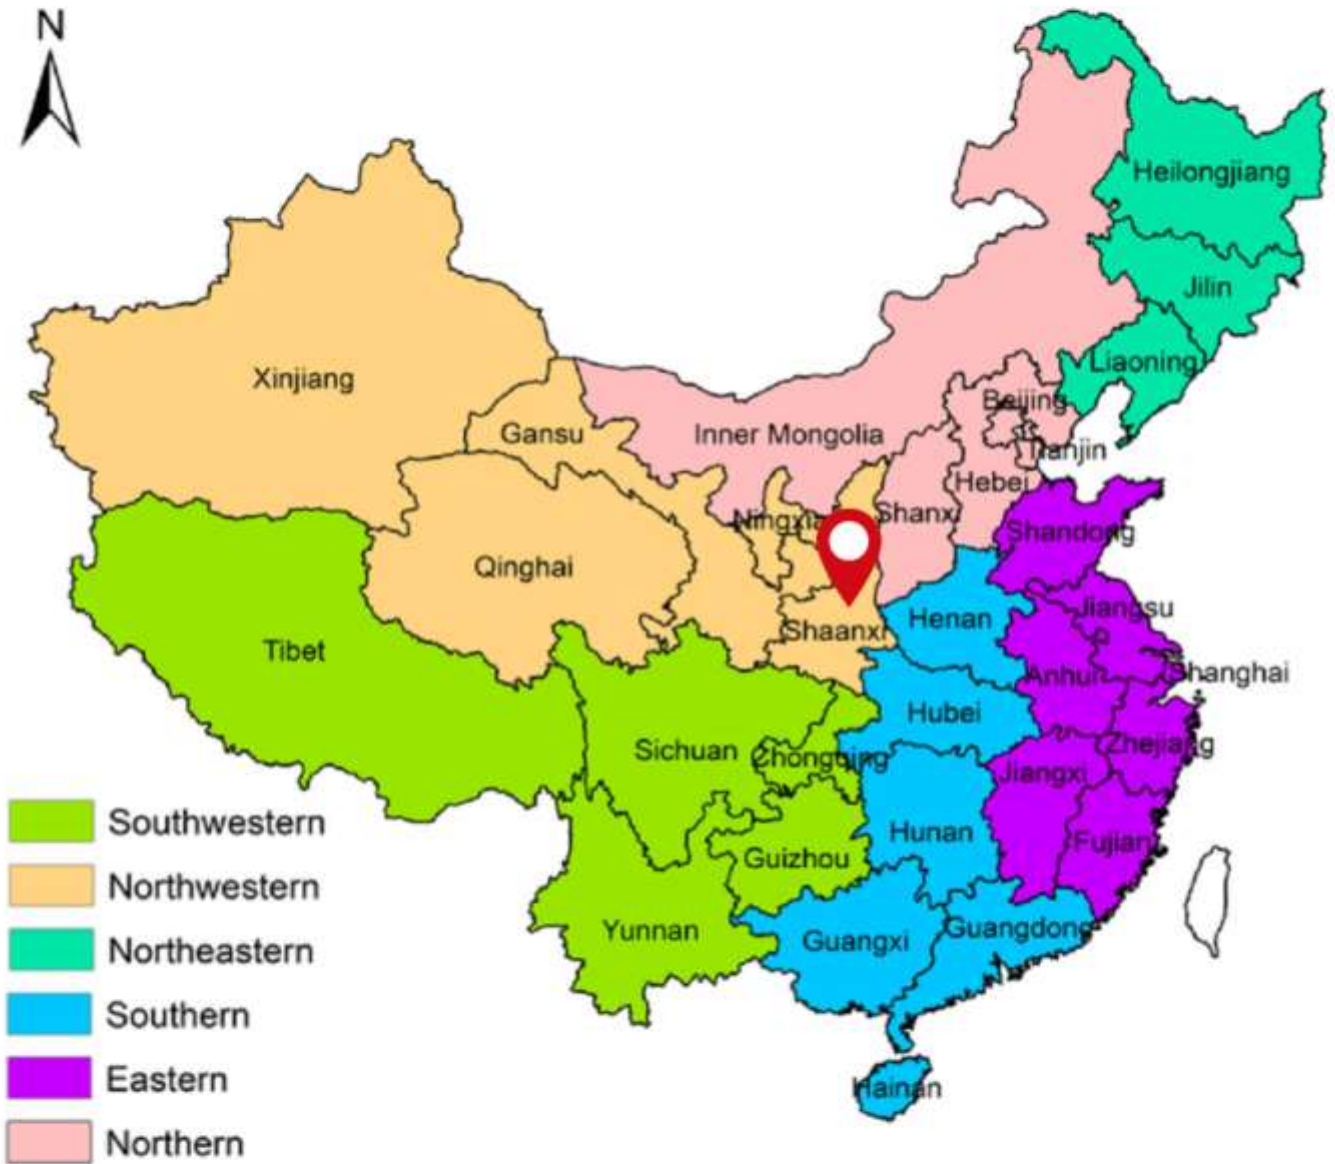 N
Heilongjiang
Jilin
Liaoning
Xinjiang
Gansu
Inner Mongolia
Beijing
Tianjin
Hebei
Ningxia
Shanxi
Shandong
Qinghai
Shaanxi
Henan
Jiangsu
Tibet
Anhui
Shanghai
Hubei
Sichuan
Chongqing
Zhejiang
Jiangxi
Hunan
Fujian
Guizhou
Yunnan
Guangxi
Guangdong
Hainan
Southwestern
Northwestern
Northeastern
Southern
Eastern
Northern